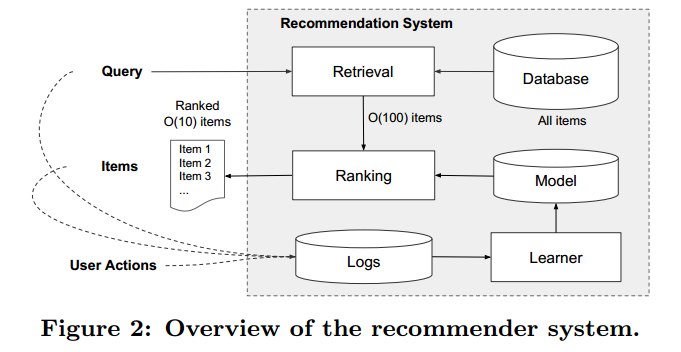 Recommendation System
Query
Retrieval
Database
All items
Ranked
O(10) items
O(100) items
Items
Item 1
Item 2
Item 3
...
Ranking
Model
User Actions
Logs
Learner
Figure 2: Overview of the recommender system.